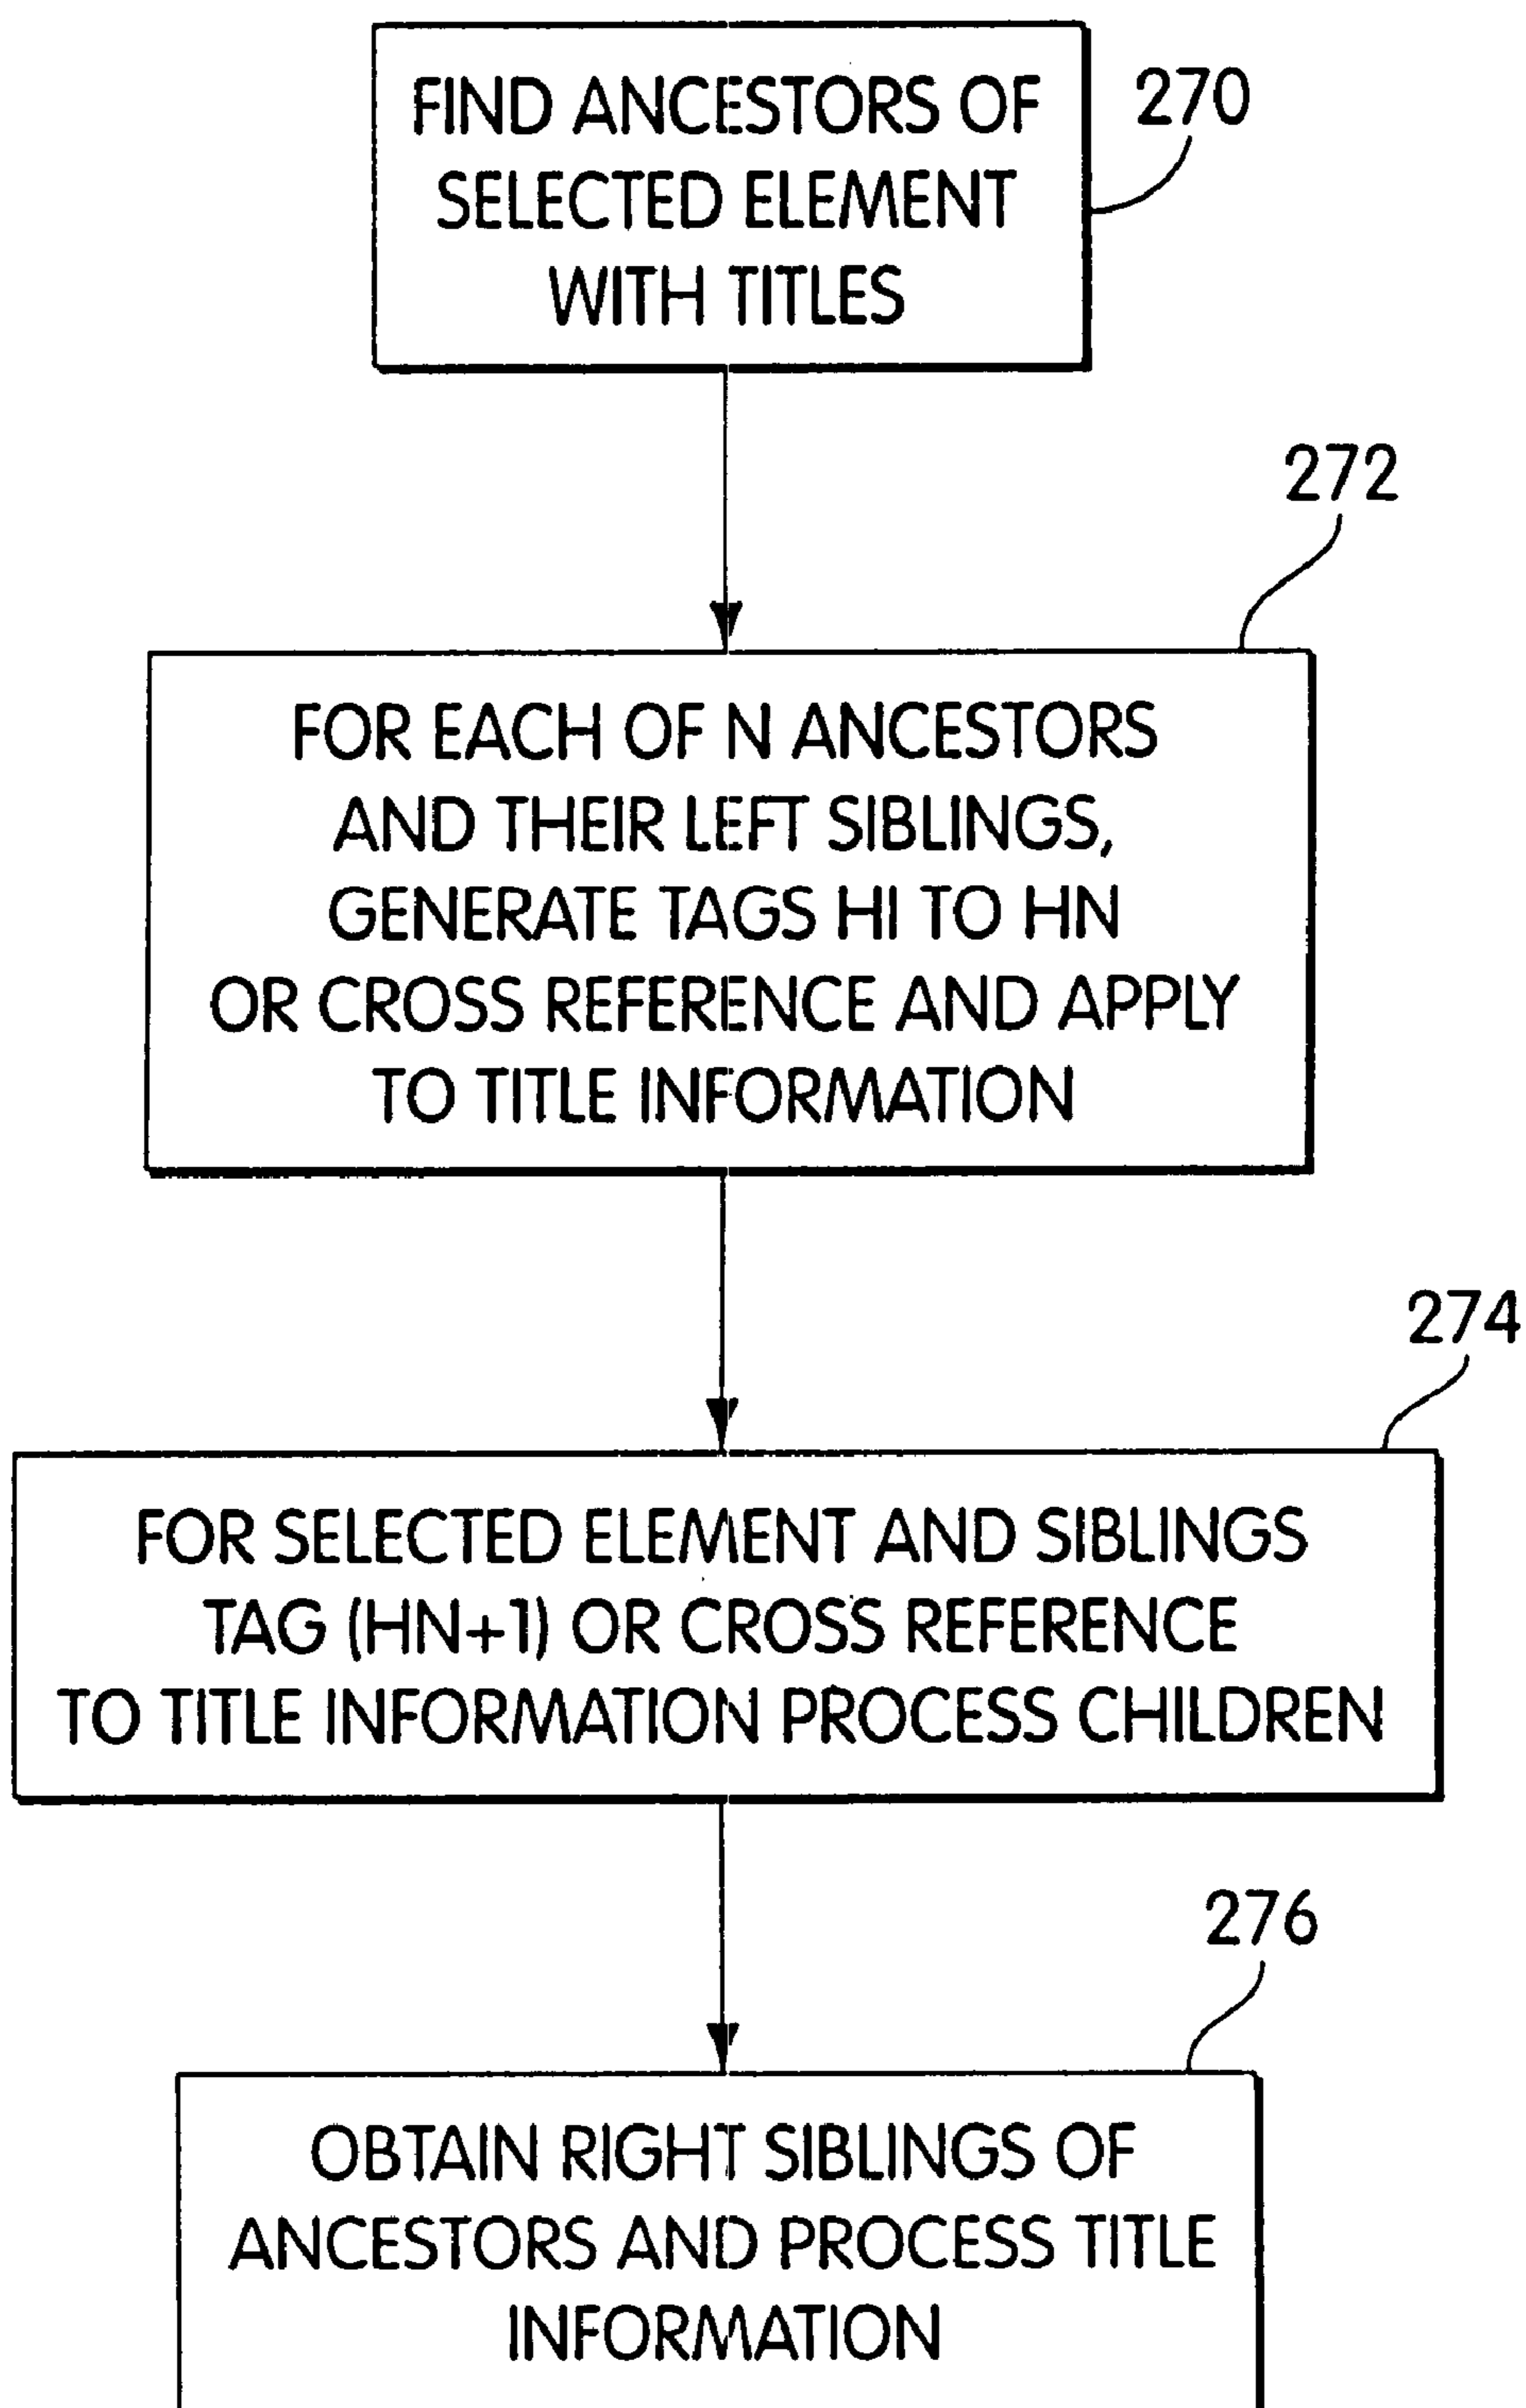 FIND ANCESTORS OF
SELECTED ELEMENT
WITH TITLES
270
272
FOR EACH OF N ANCESTORS
AND THEIR LEFT SIBLINGS,
GENERATE TAGS HI TO HN
OR CROSS REFERENCE AND APPLY
TO TITLE INFORMATION
274
FOR SELECTED ELEMENT AND SIBLINGS
TAG (HN+1) OR CROSS REFERENCE
TO TITLE INFORMATION PROCESS CHILDREN
276
OBTAIN RIGHT SIBLINGS OF
ANCESTORS AND PROCESS TITLE
INFORMATION